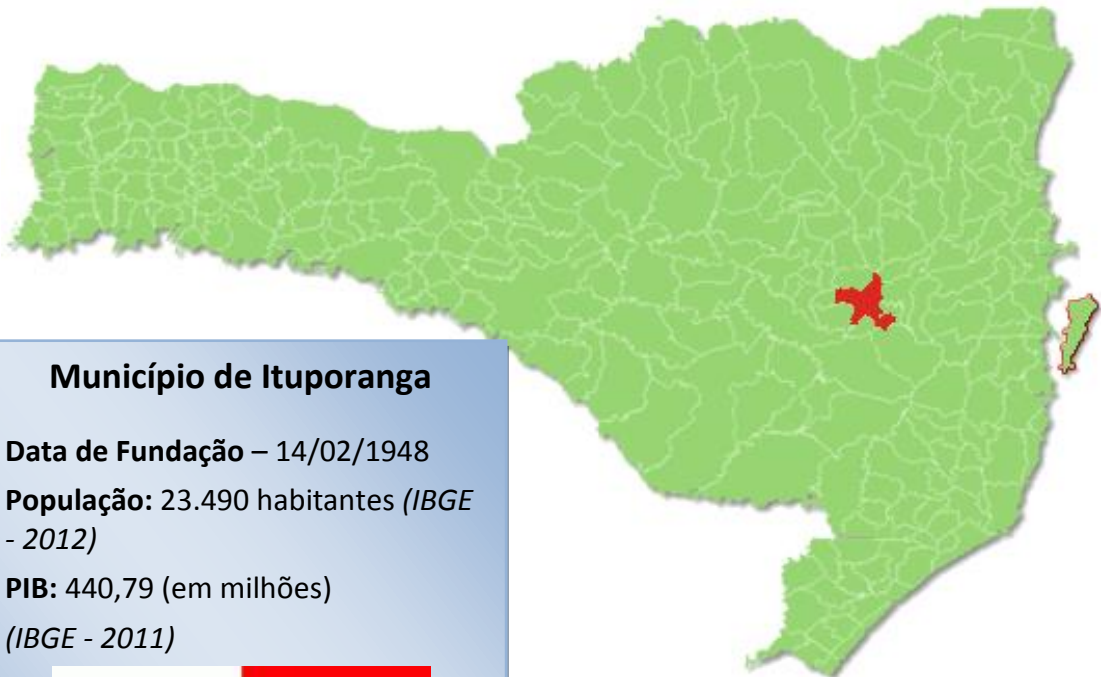 Município de Ituporanga
Data de Fundação – 14/02/1948
População: 23.490 habitantes (IBGE
- 2012)
PIB: 440,79 (em milhões)
(IBGE - 2011)